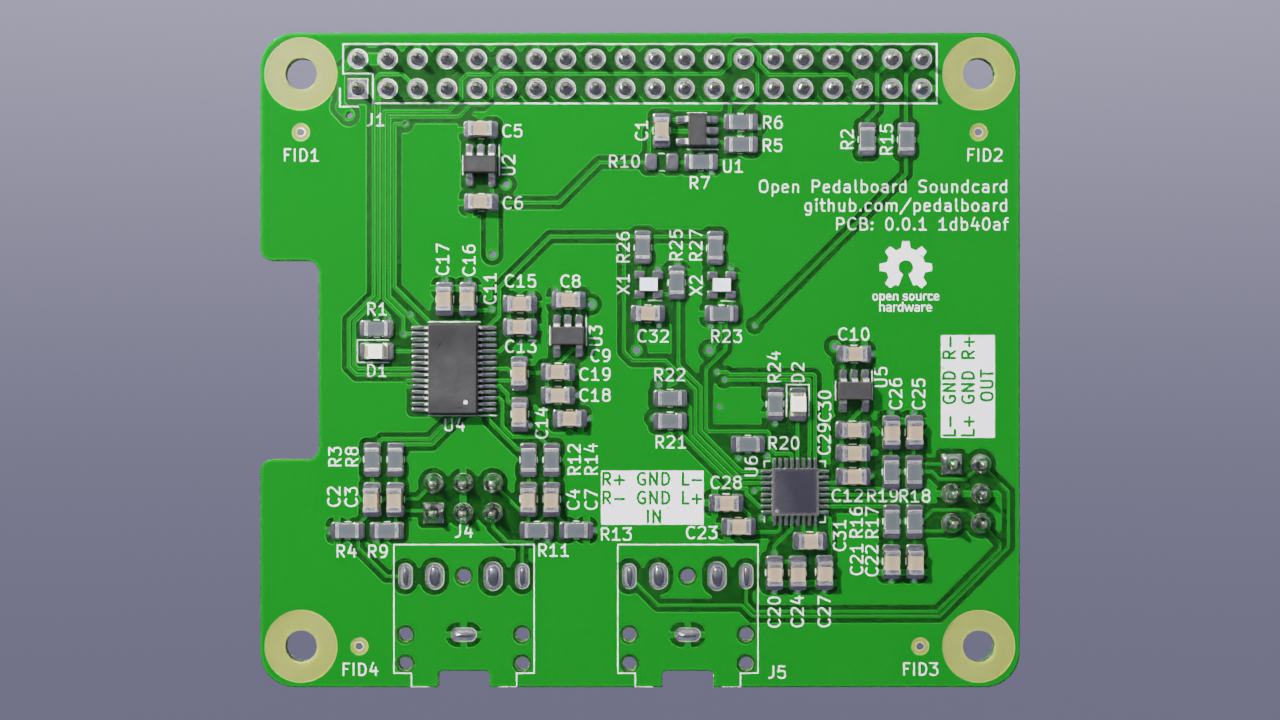 J1
FID1
FID2
C5
U2
C6
C1
R6
R5
U1
R10
R7
R2
R15
Open Pedalboard Soundcard
github.com/pedalboard
PCB: 0.0.1 1db40af
open source
hardware
C17
C16
C11
C15
C8
R26
R25
R27
X1
X2
R1
D1
C13
U3
C9
C32
R23
C19
C18
C14
U4
R22
R21
R24
D2
C10
U5
C30
C29
C26
C25
L- GND R-
L+ GND R+
OUT
R3
R8
R12
R14
C2
C3
C4
C7
R4
R9
J4
R11
R13
R+ GND L-
R- GND L+
IN
C28
C23
U6
R20
C12
R19
R18
C31
R16
R17
C21
C22
C20
C24
C27
FID4
J5
FID3